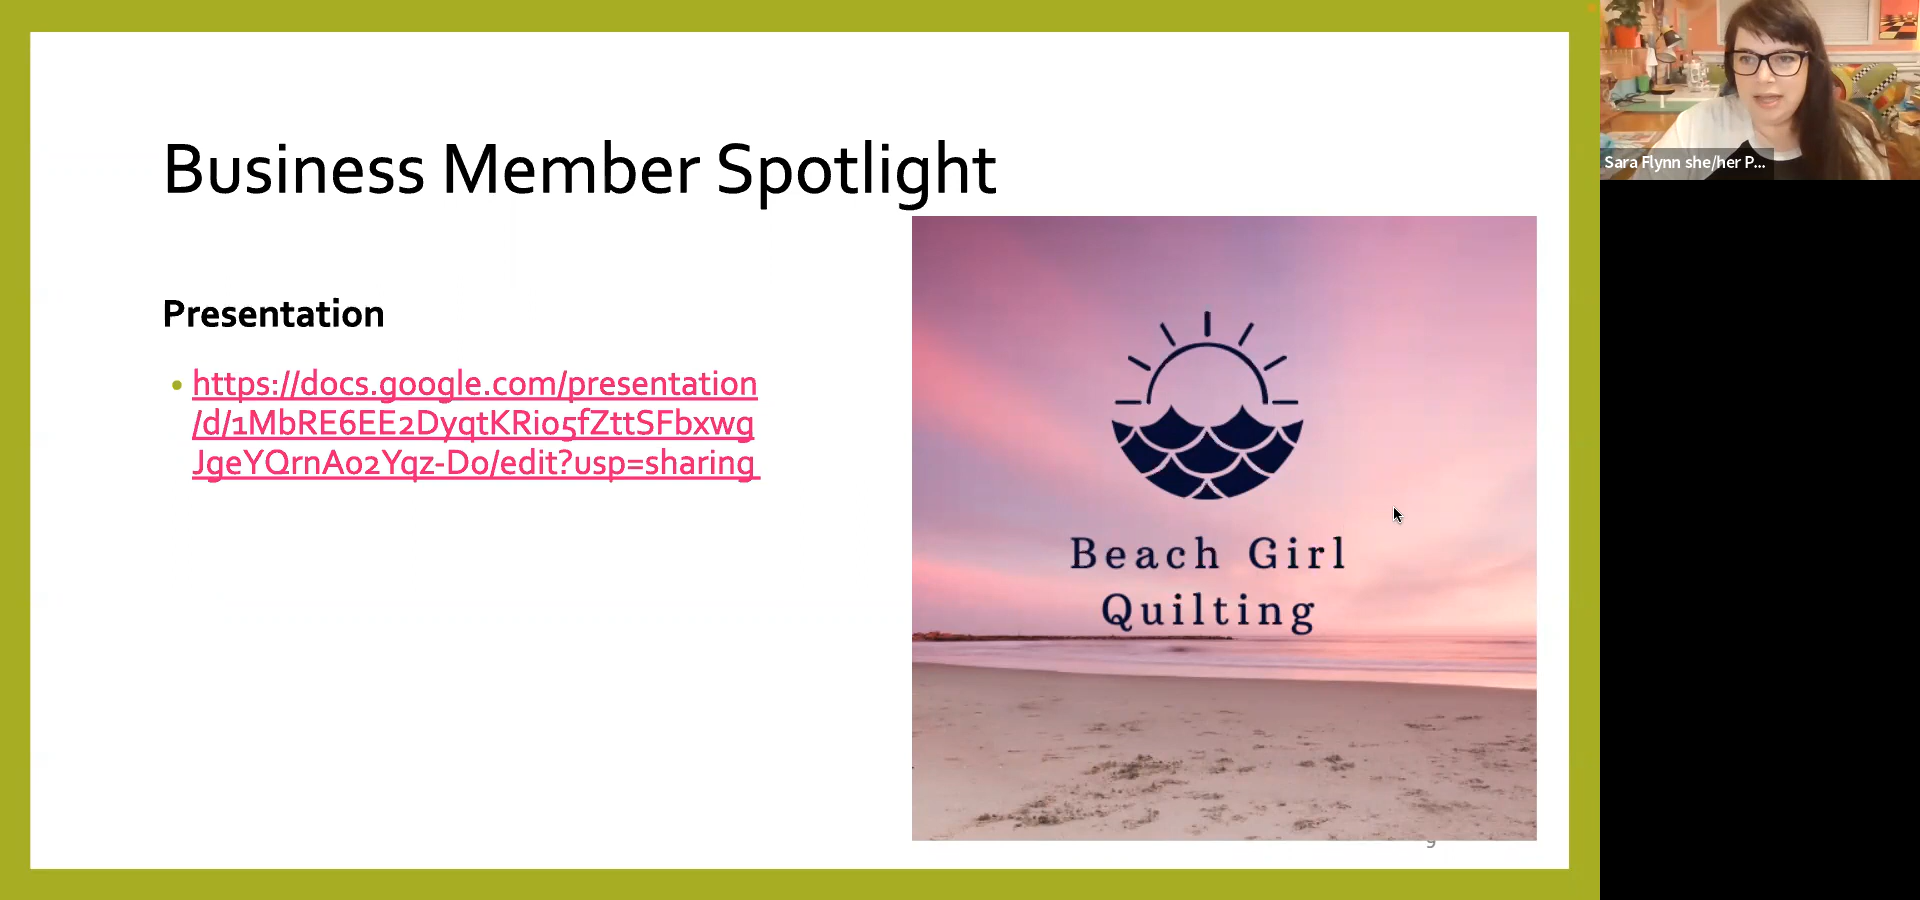 Business Member Spotlight
Presentation
• https://docs.google.com/presentation
/d/1MbRE6EE2DyqtKRio5fZttSFbxwg
JgeYQrnAo2Yqz-Do/edit?usp=sharing
Beach Girl
Quilting
9
Sara Flynn she/her P...